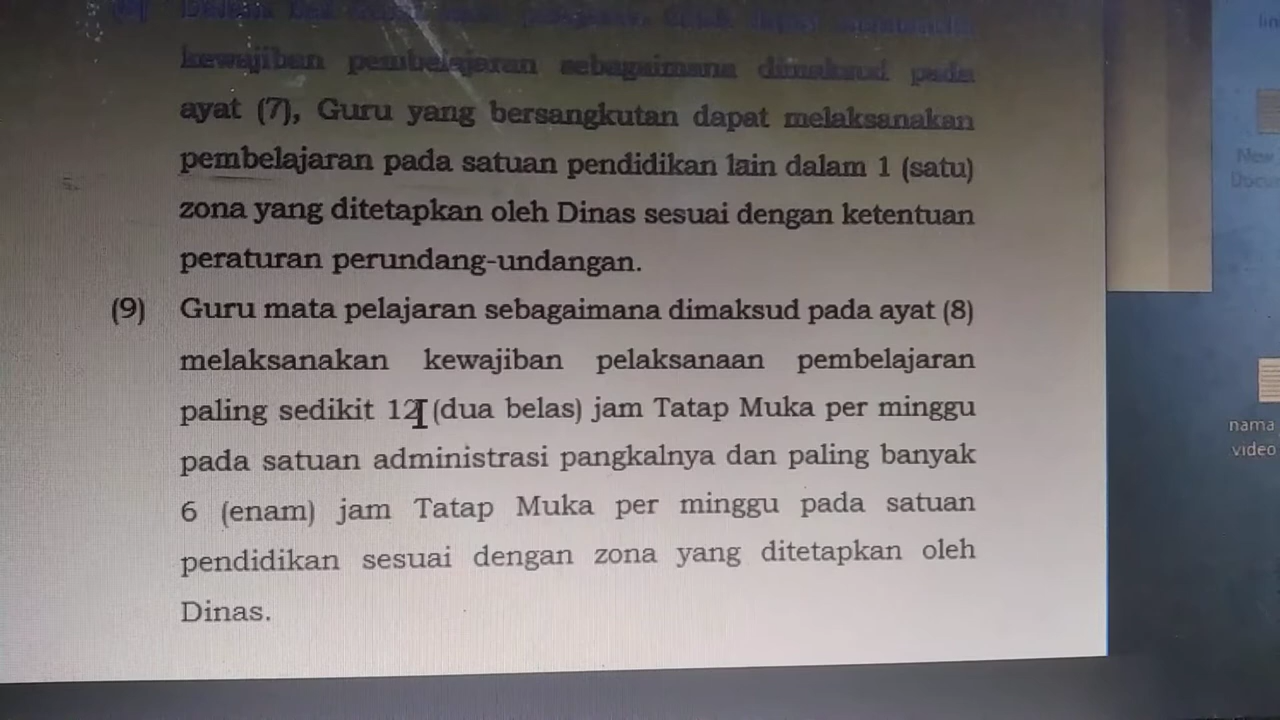 kewajiban pembelajaran sebagaimana dimaksud pada
ayat (7), Guru yang bersangkutan dapat melaksanakan
pembelajaran pada satuan pendidikan lain dalam 1 (satu)
zona yang ditetapkan oleh Dinas sesuai dengan ketentuan
peraturan perundang-undangan.
(9) Guru mata pelajaran sebagaimana dimaksud pada ayat (8)
melaksanakan kewajiban pelaksanaan pembelajaran
paling sedikit 12 (dua belas) jam Tatap Muka per minggu
pada satuan administrasi pangkalnya dan paling banyak
6 (enam) jam Tatap Muka per minggu pada satuan
pendidikan sesuai dengan zona yang ditetapkan oleh
Dinas.
New
nama
video